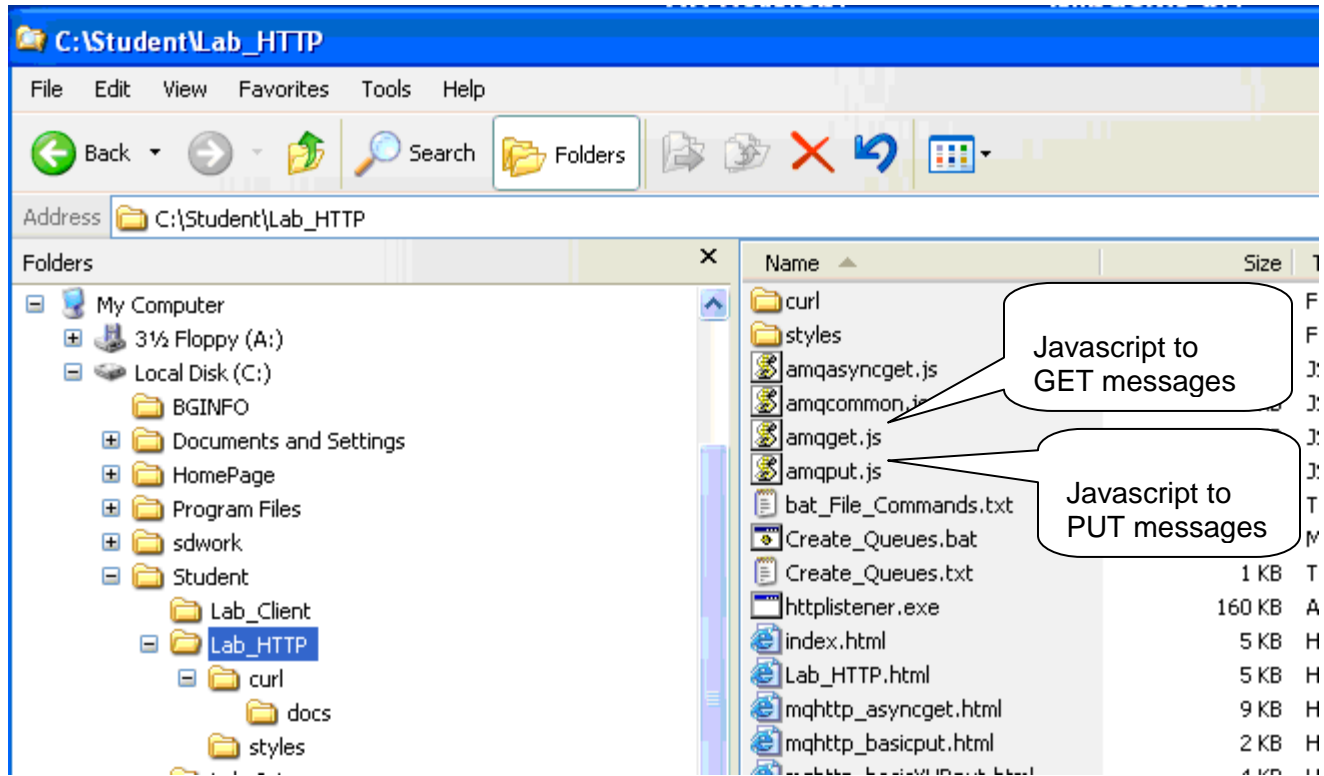 C:\Student\Lab_HTTP
File Edit View Favorites Tools Help
Back Search Folders
Address C:\Student\Lab_HTTP
Folders
My Computer
3½ Floppy (A:)
Local Disk (C:)
BGINFO
Documents and Settings
HomePage
Program Files
sdwork
Student
Lab_Client
Lab_HTTP
curl
docs
styles
Name Size
curl
styles
amqasyncget.js
amqcommon.js
amqget.js
amqput.js
bat_File_Commands.txt
Create_Queues.bat
Create_Queues.txt 1 KB
httplistener.exe 160 KB
index.html 5 KB
Lab_HTTP.html 5 KB
mqhttp_asyncget.html 9 KB
mqhttp_basicput.html 2 KB
Javascript to
GET messages
Javascript to
PUT messages